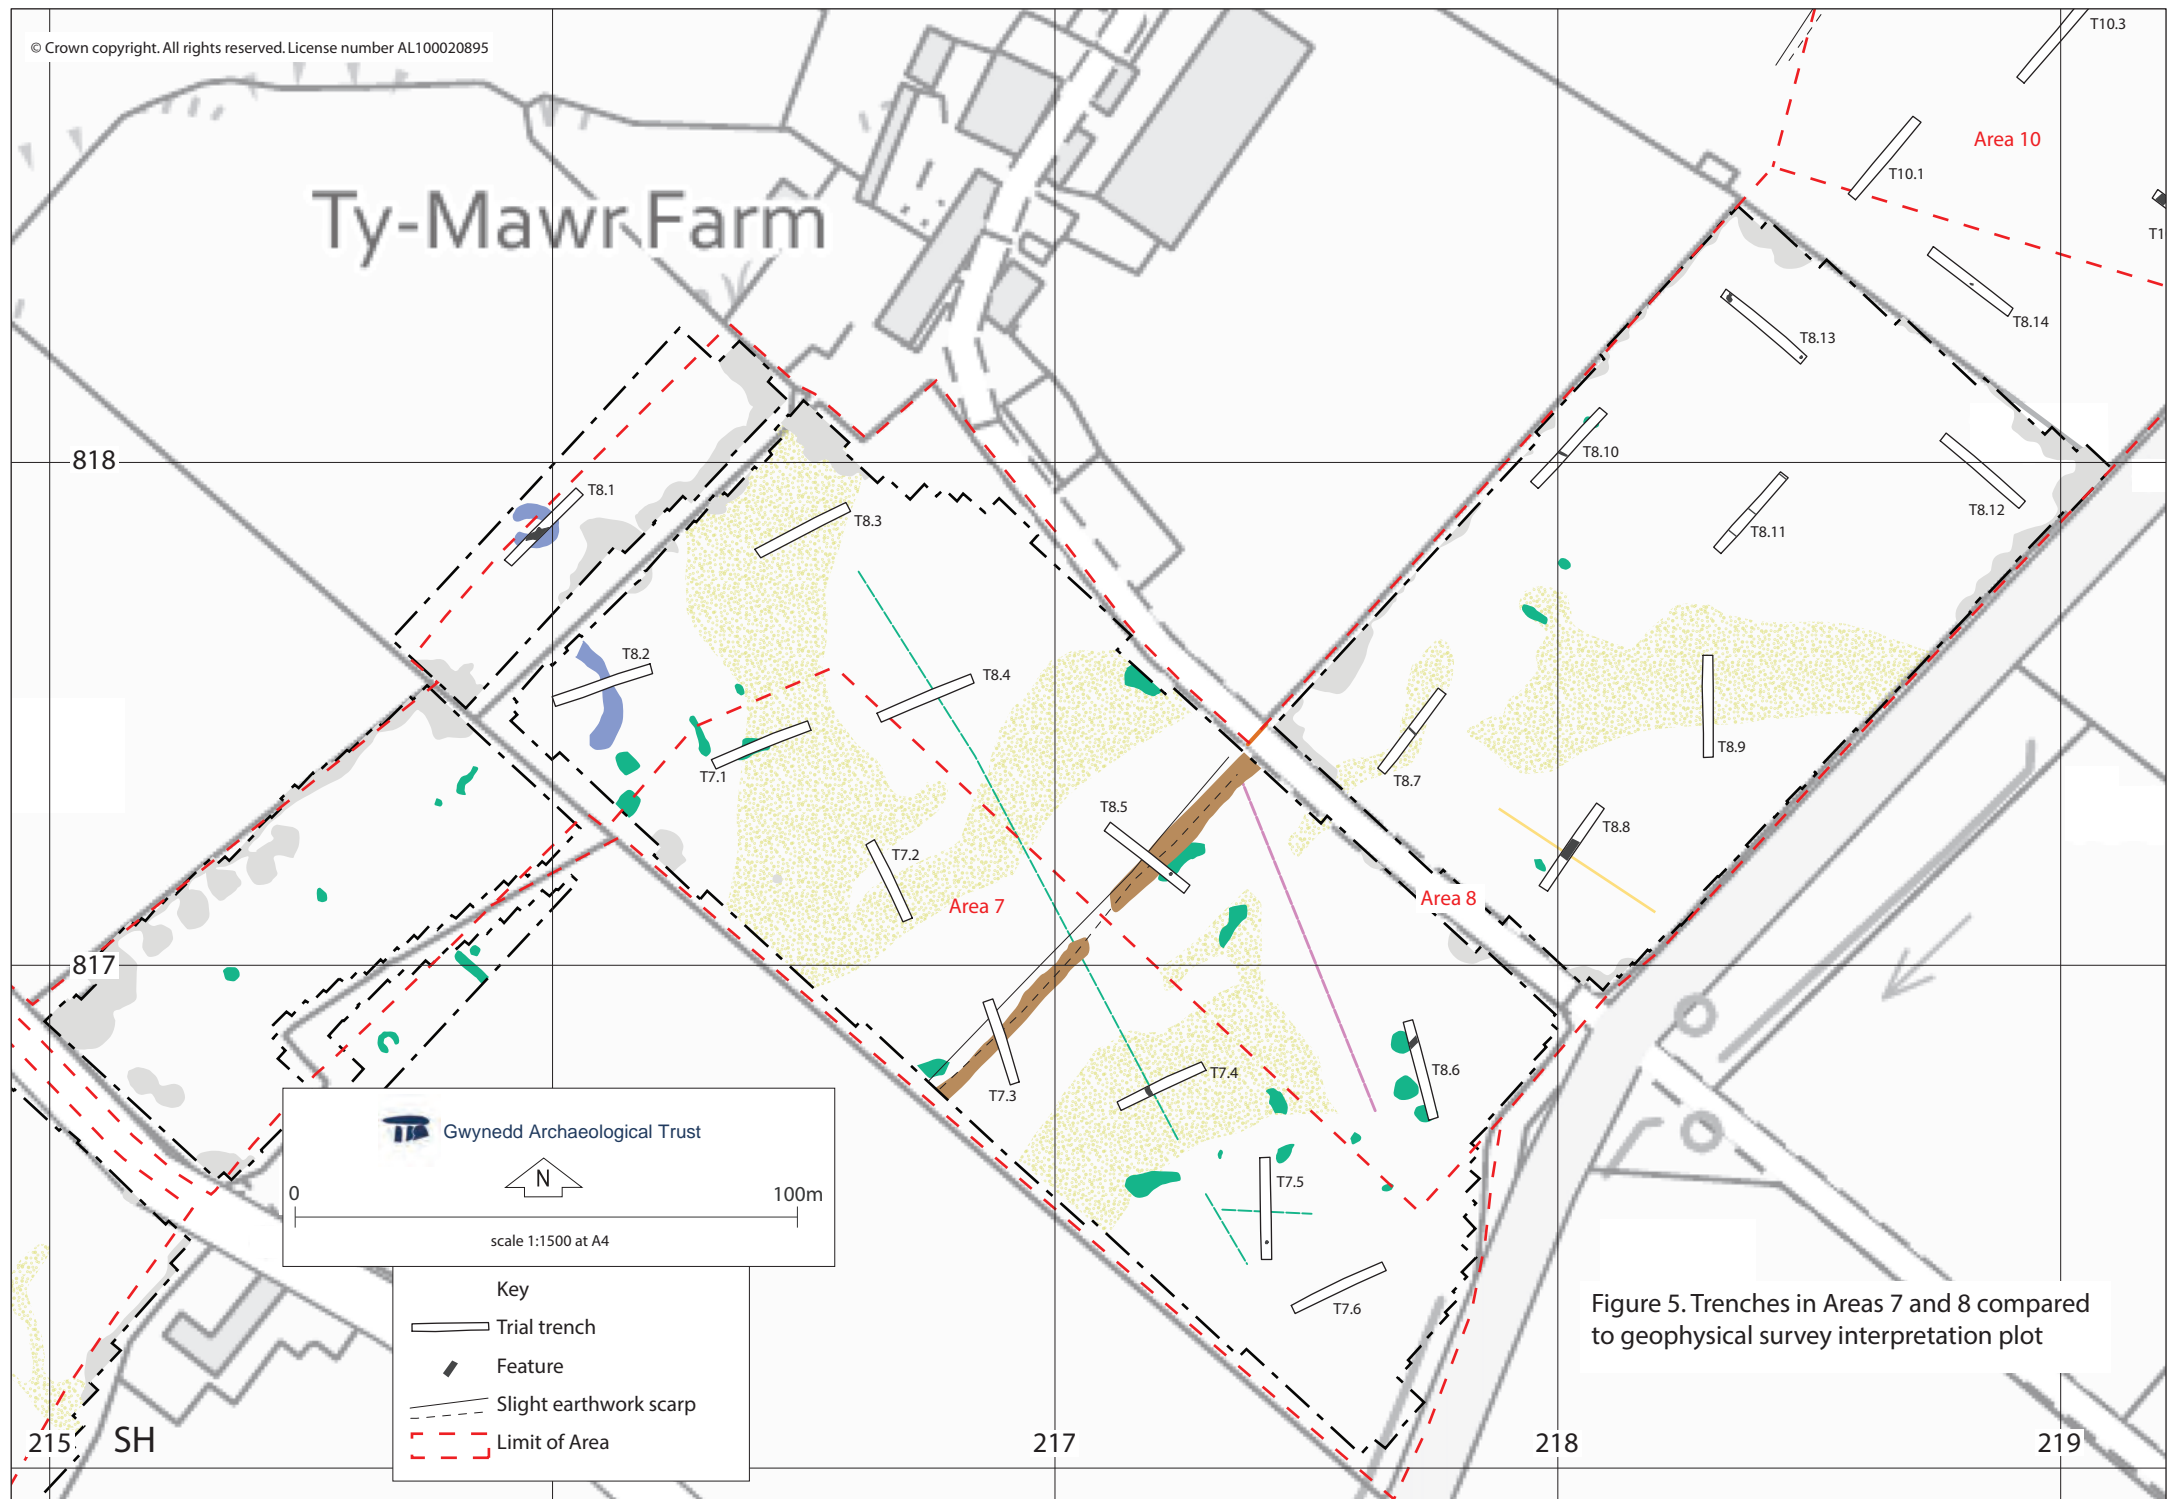 © Crown copyright. All rights reserved. License number AL100020895
T10.3
Area 10
T10.1
T1
Ty-Mawr Farm
T8.14
T8.13
818
T8.10
T8.1
T8.3
T8.12
T8.11
T8.2
T8.4
T8.9
T7.1
T8.7
T8.5
T8.8
T7.2
Area 7
Area 8
817
T8.6
T7.4
T7.3
Gwynedd Archaeological Trust
N
0
100m
scale 1:1500 at A4
T7.5
T7.6
Key
Trial trench
Feature
Slight earthwork scarp
Limit of Area
Figure 5. Trenches in Areas 7 and 8 compared
to geophysical survey interpretation plot
215
SH
217
218
219